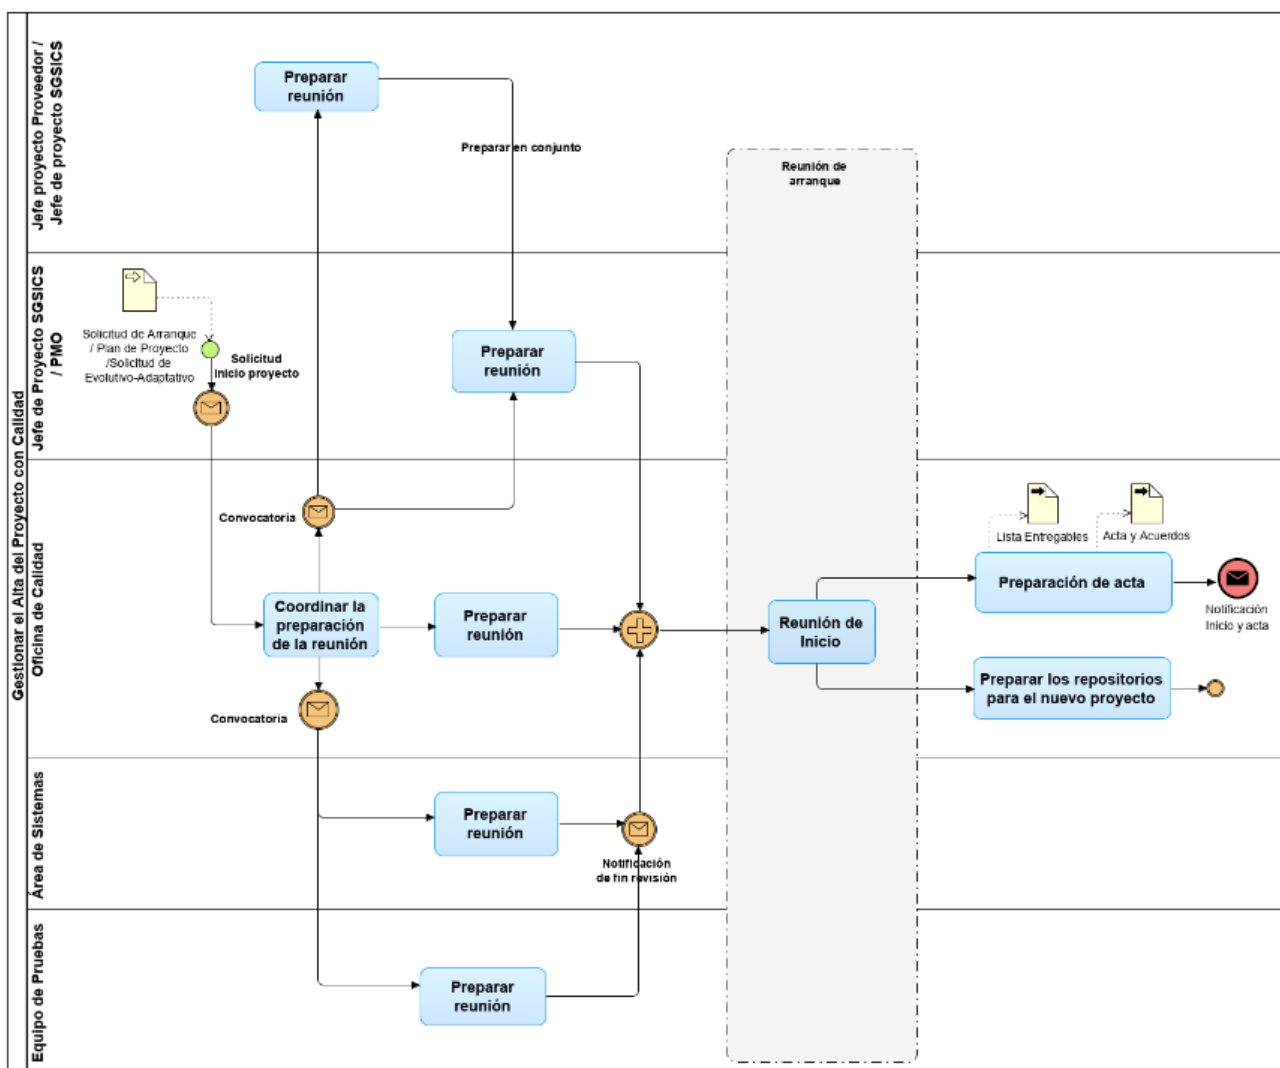 Gestionar el Alta del Proyecto con Calidad
Jefe proyecto Proveedor /
Jefe de proyecto SGSICS
Preparar
reunión
Preparar en conjunto
Reunión de
arranque
Jefe de Proyecto SGSICS
/ PMO
Solicitud de Arranque
/ Plan de Proyecto
/Solicitud de
Evolutivo-Adaptativo
Solicitud
Inicio proyecto
Preparar
reunión
Oficina de Calidad
Convocatoria
Coordinar la
preparación
de la reunión
Preparar
reunión
Convocatoria
Reunión de
Inicio
Lista Entregables
Acta y Acuerdos
Preparación de acta
Notificación
Inicio y acta
Preparar los repositorios
para el nuevo proyecto
Área de Sistemas
Preparar
reunión
Notificación
de fin revisión
Equipo de Pruebas
Preparar
reunión